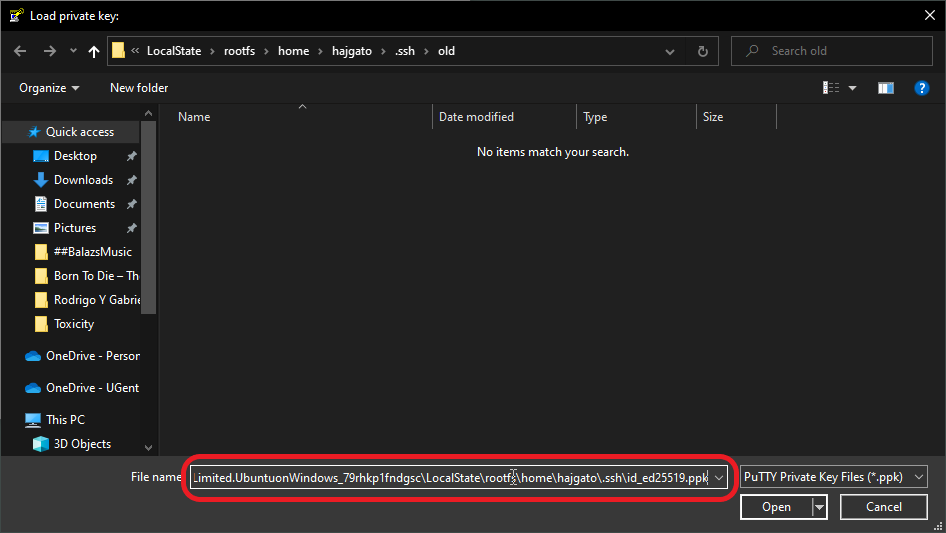 Load private key:
« LocalState › rootfs › home › hajgato › .ssh › old
Search old
Organize
New folder
Name
Date modified
Type
Size
No items match your search.
Quick access
Desktop
Downloads
Documents
Pictures
##BalazsMusic
Born To Die – Th
Rodrigo Y Gabrie
Toxicity
OneDrive - Person
OneDrive - UGent
This PC
3D Objects
File name
Limited.UbuntuonWindows_79rhkp1fndgsc\LocalState\rootfs\home\hajgato\.ssh\id_ed25519.ppk
PuTTY Private Key Files (*.ppk)
Open
Cancel